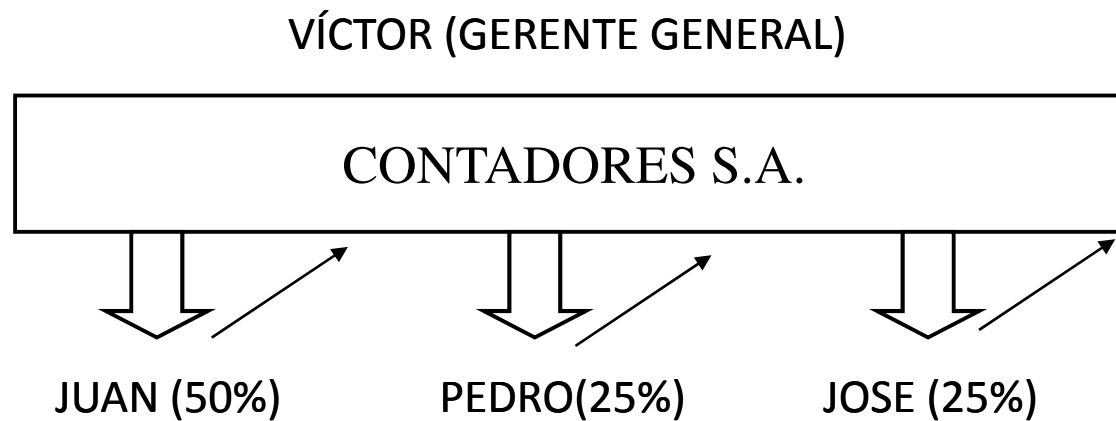 VÍCTOR (GERENTE GENERAL)
CONTADORES S.A.
JUAN (50%) PEDRO(25%) JOSE (25%)